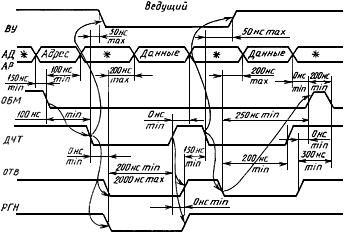 Ведущий
ВУ
50 нс max
50 нс max
АД
АР
* Адрес * Данные * Данные *
150 нс min
100 нс min
200 нс max
0 нс min
200 нс max
0 нс min
200 нс min
ОБМ
100 нс min
250 нс min
ДЧТ
0 нс min
150 нс min
0 нс min
200 нс min
2000 нс max
200 нс min
300 нс min
ОТВ
0 нс min
РГН